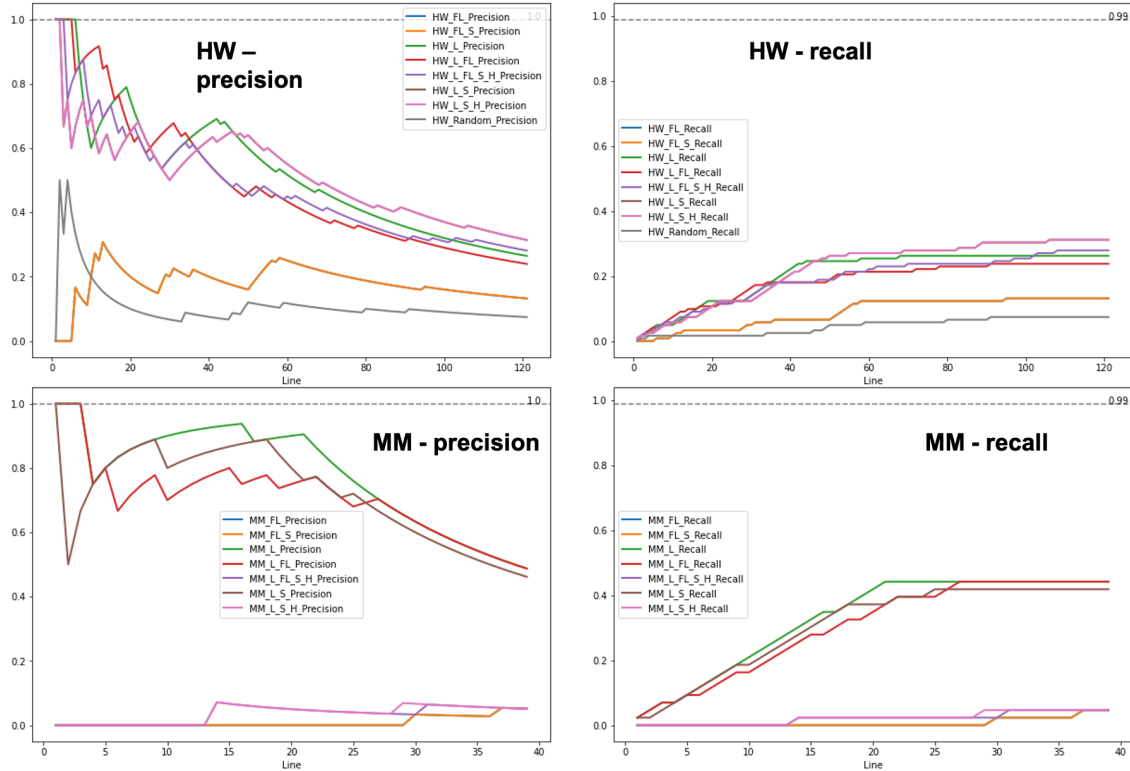 HW –
precision
1.0
HW_FL_Precision
HW_FL_S_Precision
HW_L_Precision
HW_L_FL_Precision
HW_L_FL_S_H_Precision
HW_L_S_Precision
HW_L_S_H_Precision
HW_Random_Precision
1.0
0.8
0.6
0.4
0.2
0.0
0
20
40
60
80
100
120
Line
HW - recall
0.99
HW_FL_Recall
HW_FL_S_Recall
HW_L_Recall
HW_L_FL_Recall
HW_L_FL_S_H_Recall
HW_L_S_Recall
HW_L_S_H_Recall
HW_Random_Recall
1.0
0.8
0.6
0.4
0.2
0.0
0
20
40
60
80
100
120
Line
MM - precision
1.0
MM_FL_Precision
MM_FL_S_Precision
MM_L_Precision
MM_L_FL_Precision
MM_L_FL_S_H_Precision
MM_L_S_Precision
MM_L_S_H_Precision
1.0
0.8
0.6
0.4
0.2
0.0
0
5
10
15
20
25
30
35
40
Line
MM - recall
0.99
MM_FL_Recall
MM_FL_S_Recall
MM_L_Recall
MM_L_FL_Recall
MM_L_FL_S_H_Recall
MM_L_S_Recall
MM_L_S_H_Recall
1.0
0.8
0.6
0.4
0.2
0.0
0
5
10
15
20
25
30
35
40
Line